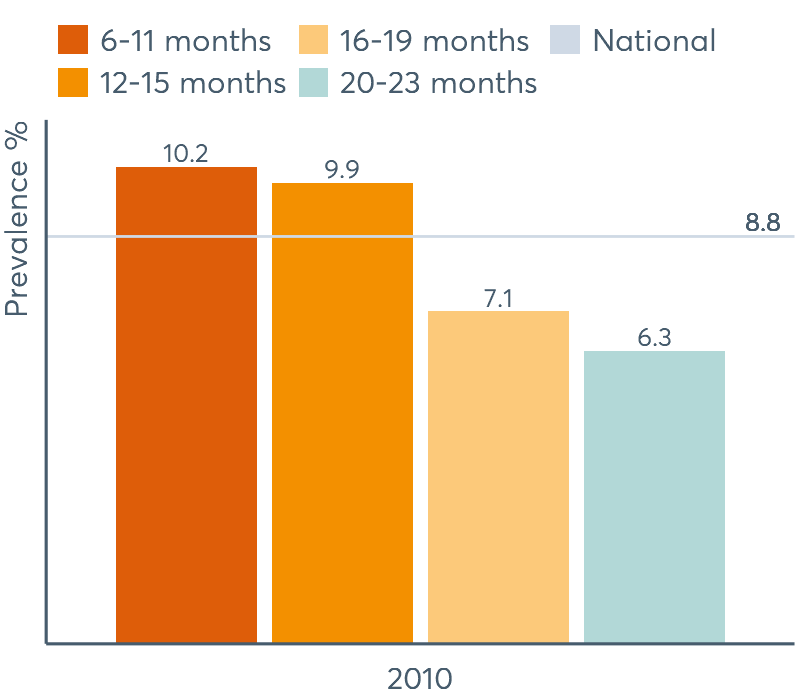 6-11 months 16-19 months National
12-15 months 20-23 months
Prevalence %
10.2
9.9
8.8
7.1
6.3
2010